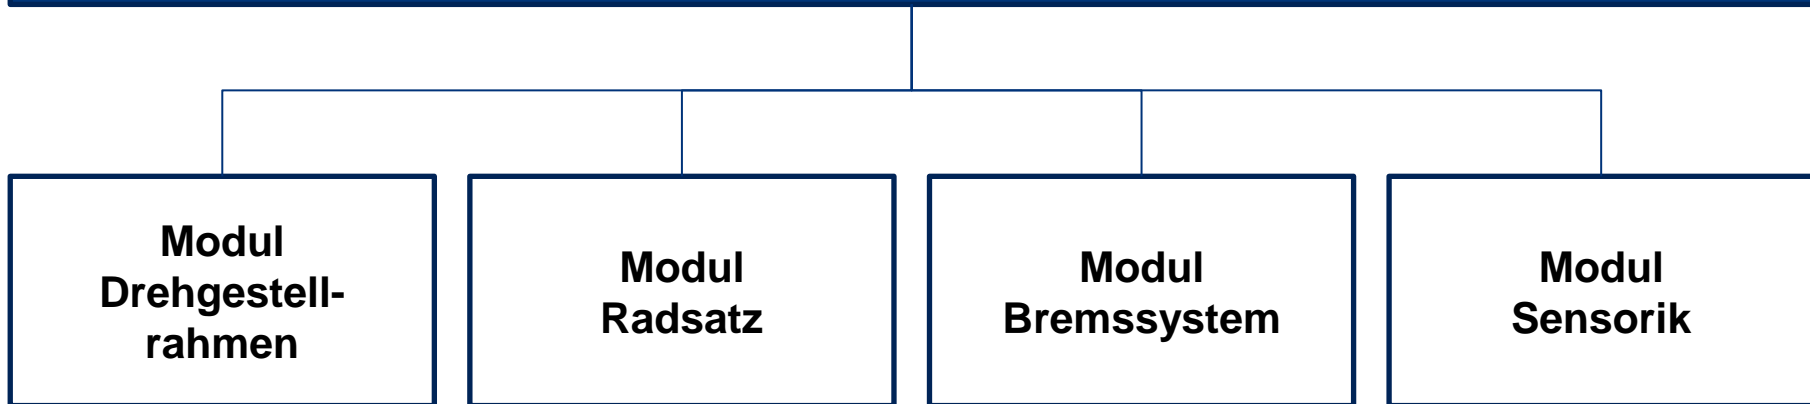 Modul
Drehgestell-
rahmen
Modul
Radsatz
Modul
Bremssystem
Modul
Sensorik